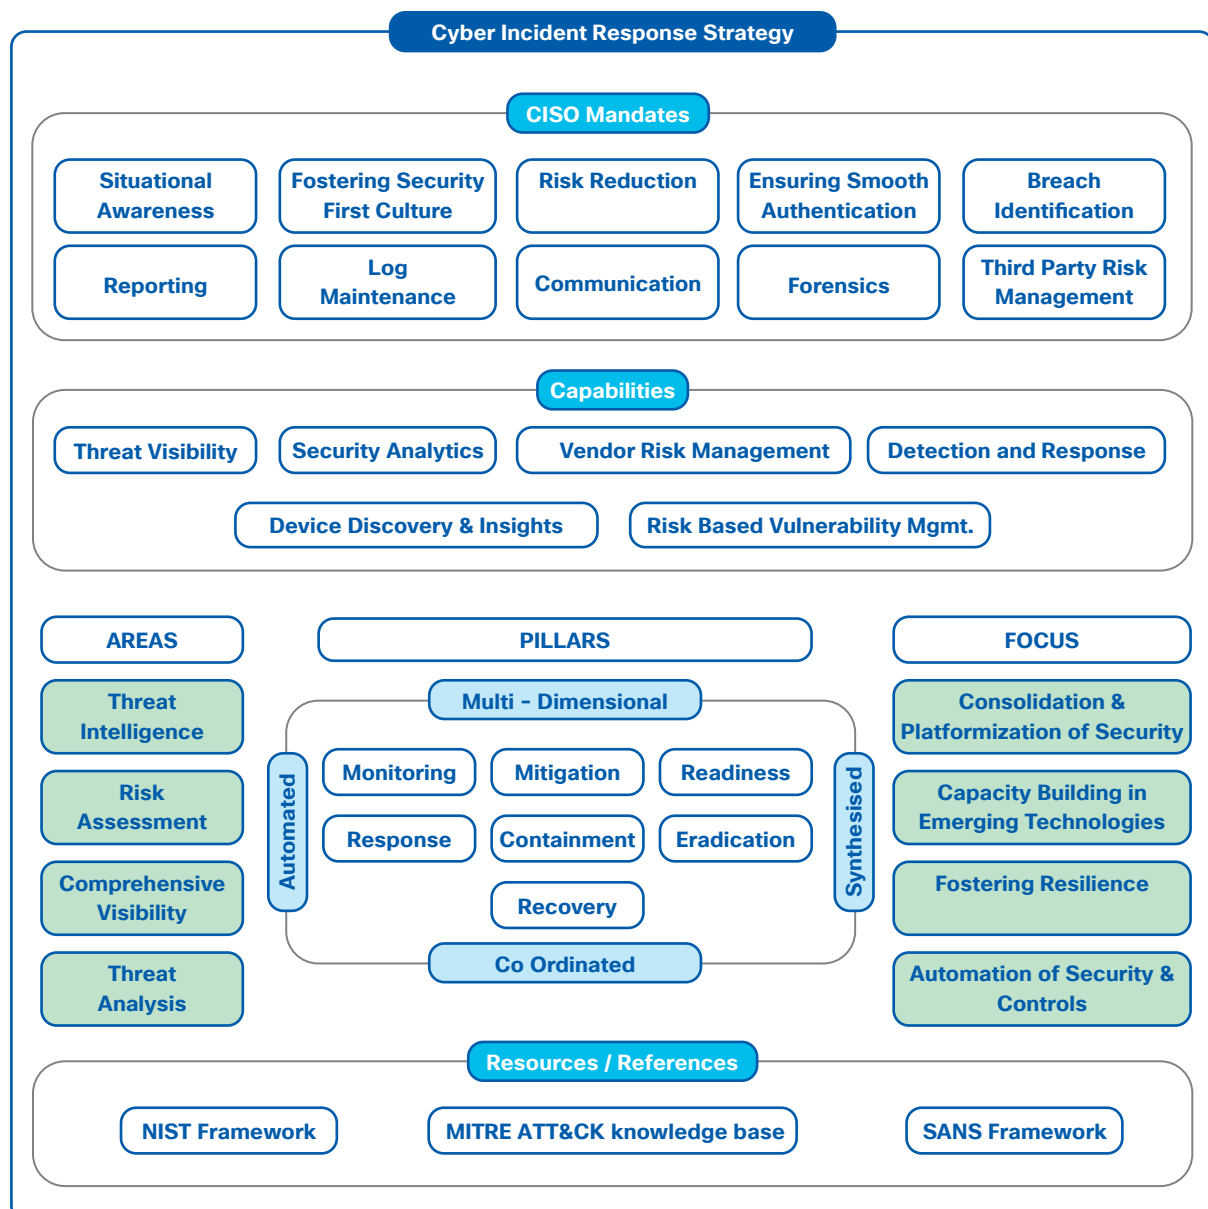 Cyber Incident Response Strategy
CISO Mandates
Situational
Awareness
Fostering Security
First Culture
Risk Reduction
Ensuring Smooth
Authentication
Breach
Identification
Reporting
Log
Maintenance
Communication
Forensics
Third Party Risk
Management
Capabilities
Threat Visibility
Security Analytics
Vendor Risk Management
Detection and Response
Device Discovery & Insights
Risk Based Vulnerability Mgmt.
AREAS
Threat
Intelligence
Risk
Assessment
Comprehensive
Visibility
Threat
Analysis
PILLARS
Multi - Dimensional
Automated
Monitoring
Mitigation
Readiness
Response
Containment
Eradication
Recovery
Synthesised
Co Ordinated
FOCUS
Consolidation &
Platformization of Security
Capacity Building in
Emerging Technologies
Fostering Resilience
Automation of Security &
Controls
Resources / References
NIST Framework
MITRE ATT&CK knowledge base
SANS Framework